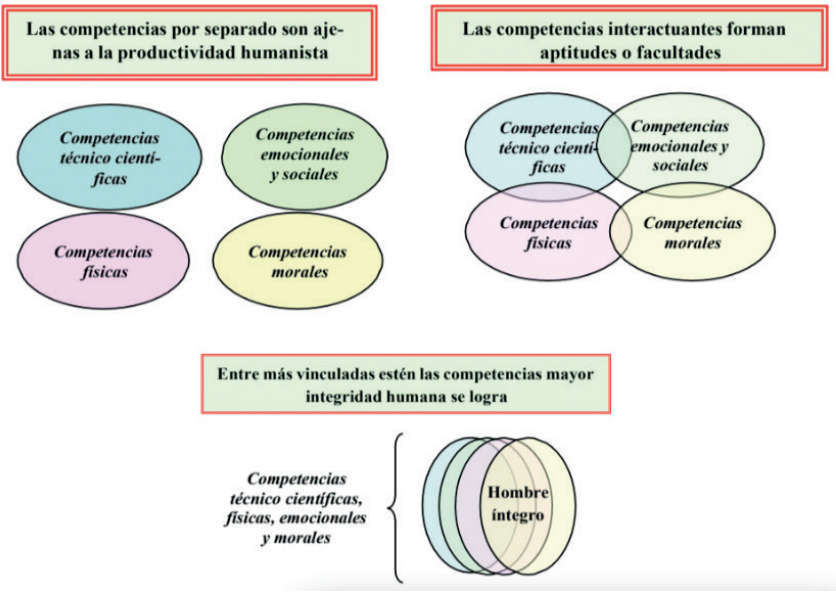 Las competencias por separado son aje-
nas a la productividad humanista
Competencias
técnico cientí-
ficas
Competencias
emocionales
y sociales
Competencias
físicas
Competencias
morales
Las competencias interactuantes forman
aptitudes o facultades
Competencias
técnico cientí-
ficas
Competencias
emocionales y
sociales
Competencias
físicas
Competencias
morales
Entre más vinculadas estén las competencias mayor
integridad humana se logra
Competencias
técnico científicas,
físicas, emocionales
y morales
Hombre
íntegro